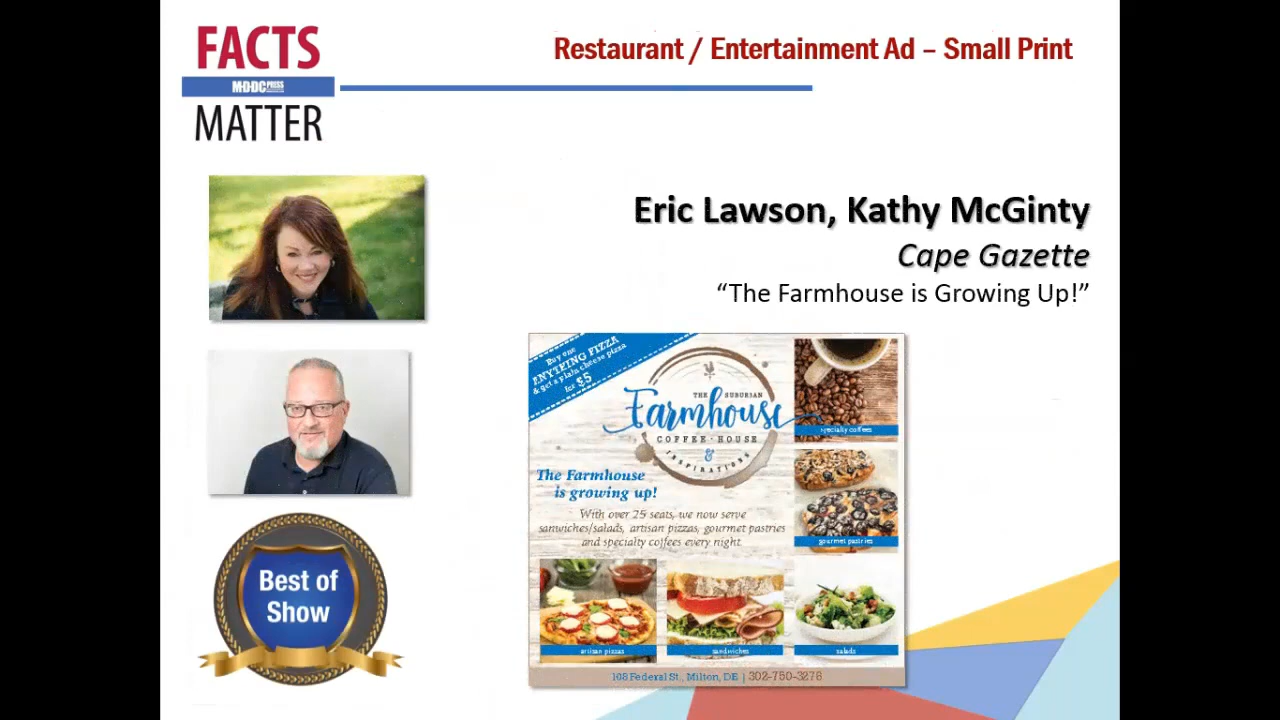 FACTS
MDDC PRESS
MATTER
Restaurant / Entertainment Ad – Small Print
Eric Lawson, Kathy McGinty
Cape Gazette
“The Farmhouse is Growing Up!”
Buy one
ANYTHING PIZZA
& get a plain cheese pizza
for $5
THE SUBURBAN
Farmhouse
COFFEE · HOUSE
&
INSPIRATIONS
The Farmhouse
is growing up!
With over 25 seats, we now serve
sandwiches/salads, artisan pizzas, gourmet pastries
and specialty coffees every night.
specialty coffees
gourmet pastries
artisan pizzas
sandwiches
salads
108 Federal St., Milton, DE | 302-750-3276
Best of
Show